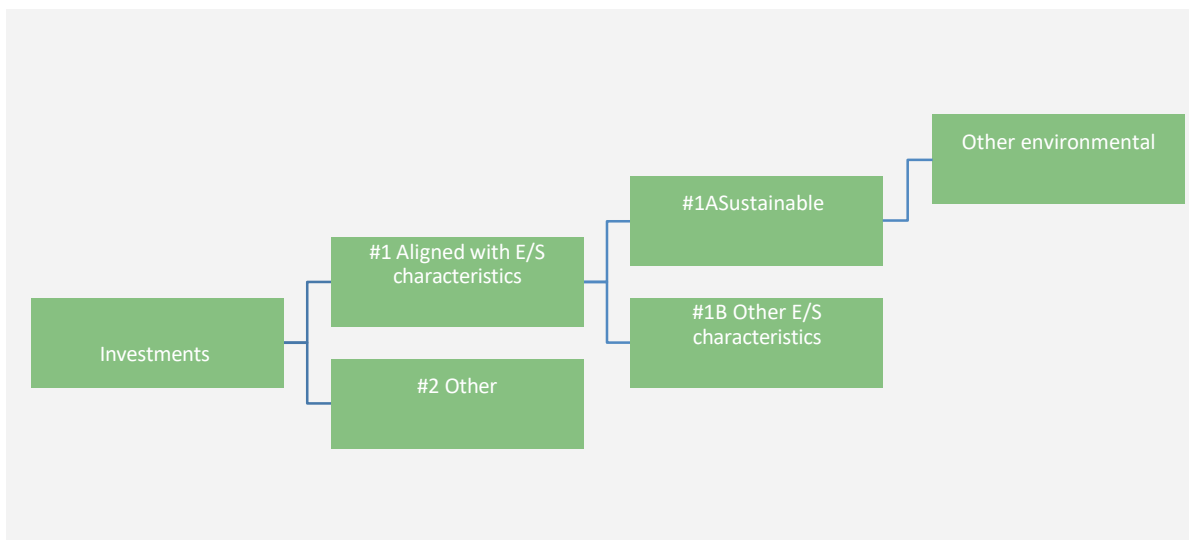 Other environmental
#1ASustainable
#1 Aligned with E/S
characteristics
#1B Other E/S
characteristics
Investments
#2 Other